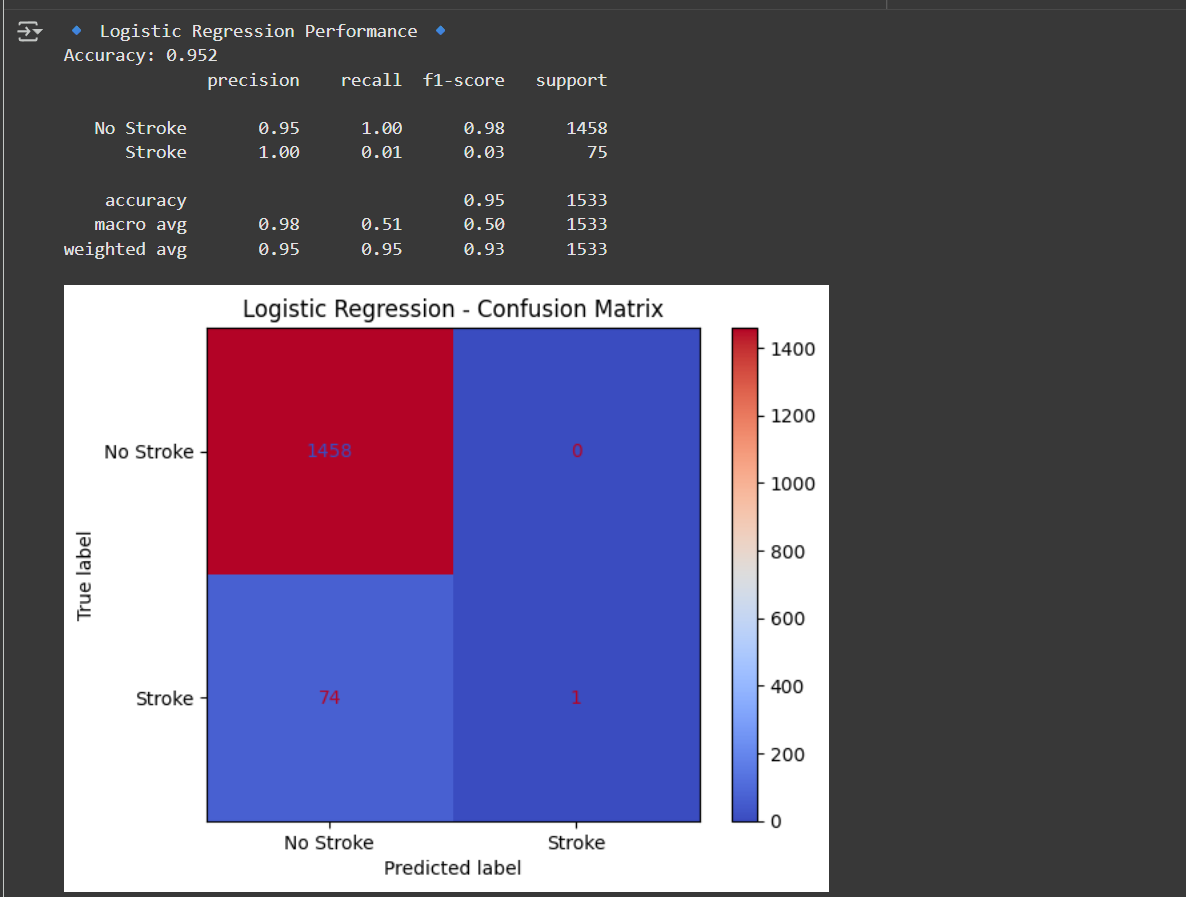 🔹 Logistic Regression Performance 🔹
Accuracy: 0.952
precision recall f1-score support
No Stroke 0.95 1.00 0.98 1458
Stroke 1.00 0.01 0.03 75
accuracy 0.95 1533
macro avg 0.98 0.51 0.50 1533
weighted avg 0.95 0.95 0.93 1533
Logistic Regression - Confusion Matrix
1400
1200
1000
800
600
400
200
0
True label
No Stroke 1458 0
Stroke 74 1
No Stroke Stroke
Predicted label